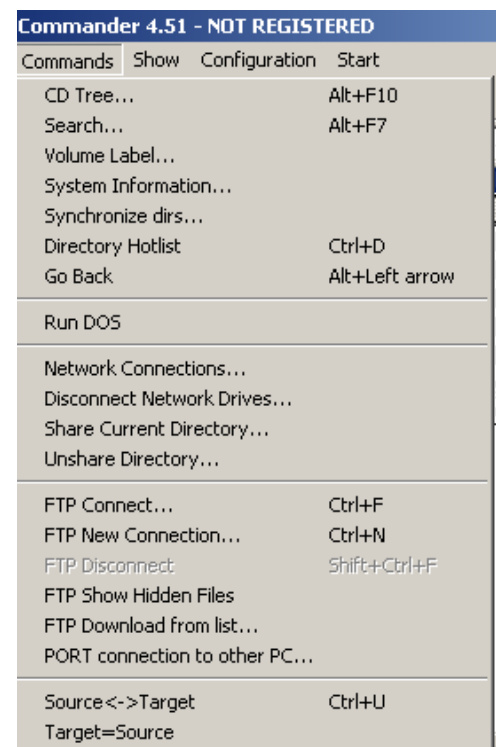 Commander 4.51 - NOT REGISTERED
Commands Show Configuration Start
CD Tree... Alt+F10
Search... Alt+F7
Volume Label...
System Information...
Synchronize dirs...
Directory Hotlist Ctrl+D
Go Back Alt+Left arrow
Run DOS
Network Connections...
Disconnect Network Drives...
Share Current Directory...
Unshare Directory...
FTP Connect... Ctrl+F
FTP New Connection... Ctrl+N
FTP Disconnect Shift+Ctrl+F
FTP Show Hidden Files
FTP Download from list...
PORT connection to other PC...
Source<->Target Ctrl+U
Target=Source